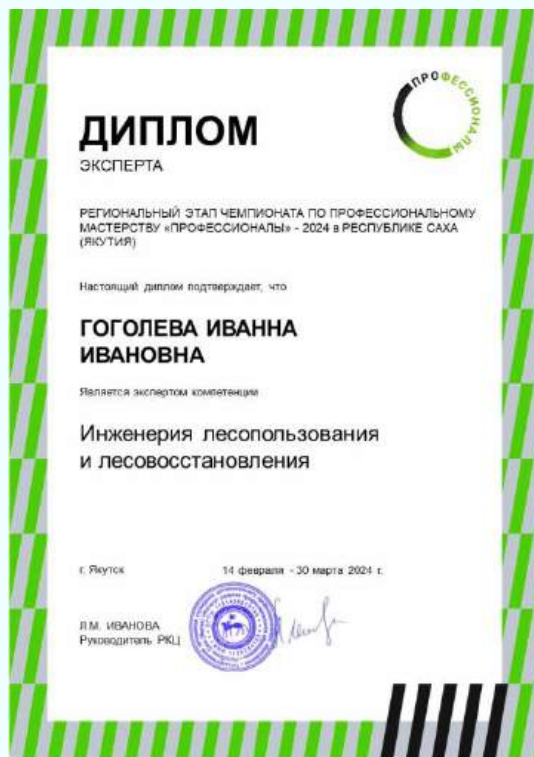 ПРОФЕССИОНАЛЫ
ДИПЛОМ
ЭКСПЕРТА
РЕГИОНАЛЬНЫЙ ЭТАП ЧЕМПИОНАТА ПО ПРОФЕССИОНАЛЬНОМУ
МАСТЕРСТВУ «ПРОФЕССИОНАЛЫ» - 2024 в РЕСПУБЛИКЕ САХА
(ЯКУТИЯ)
Настоящий диплом подтверждает, что
ГОГОЛЕВА ИВАННА
ИВАНОВНА
Является экспертом компетенции
Инженерия лесопользования
и лесовосстановления
г. Якутск
14 февраля - 30 марта 2024 г.
Л.М. ИВАНОВА
Руководитель РКЦ